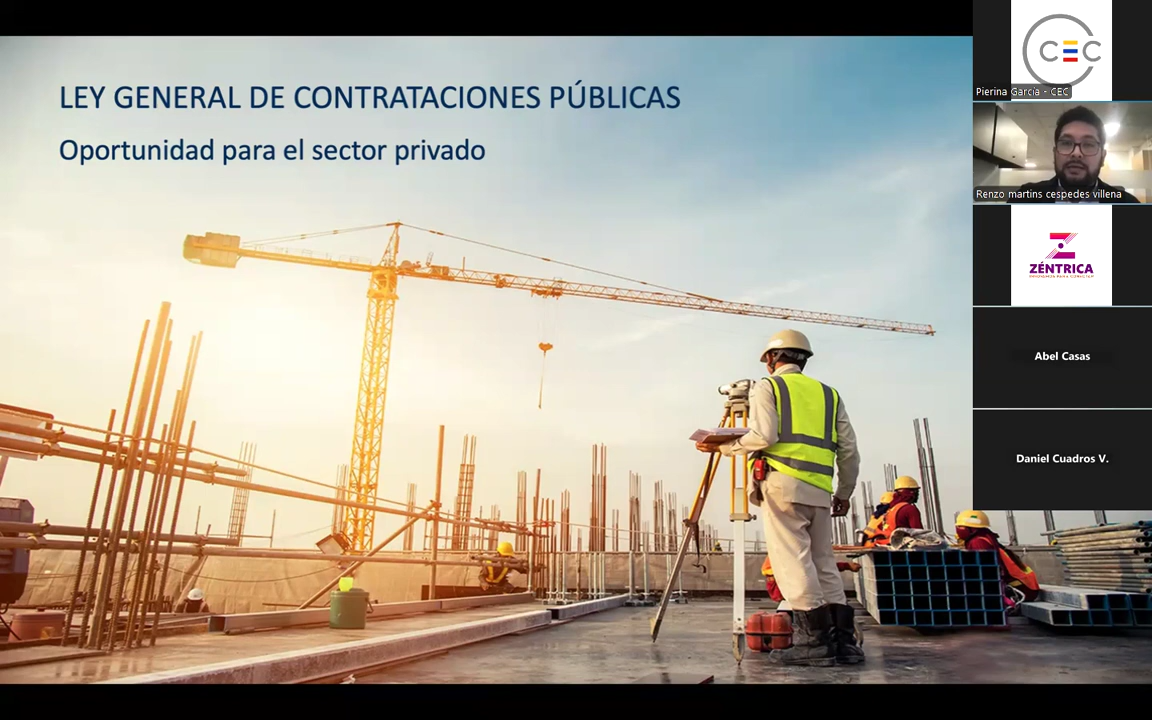 LEY GENERAL DE CONTRATACIONES PÚBLICAS
Oportunidad para el sector privado
CEC
Pierina García - CEC
Renzo martins cespedes villena
ZÉNTRICA
Abel Casas
Daniel Cuadros V.